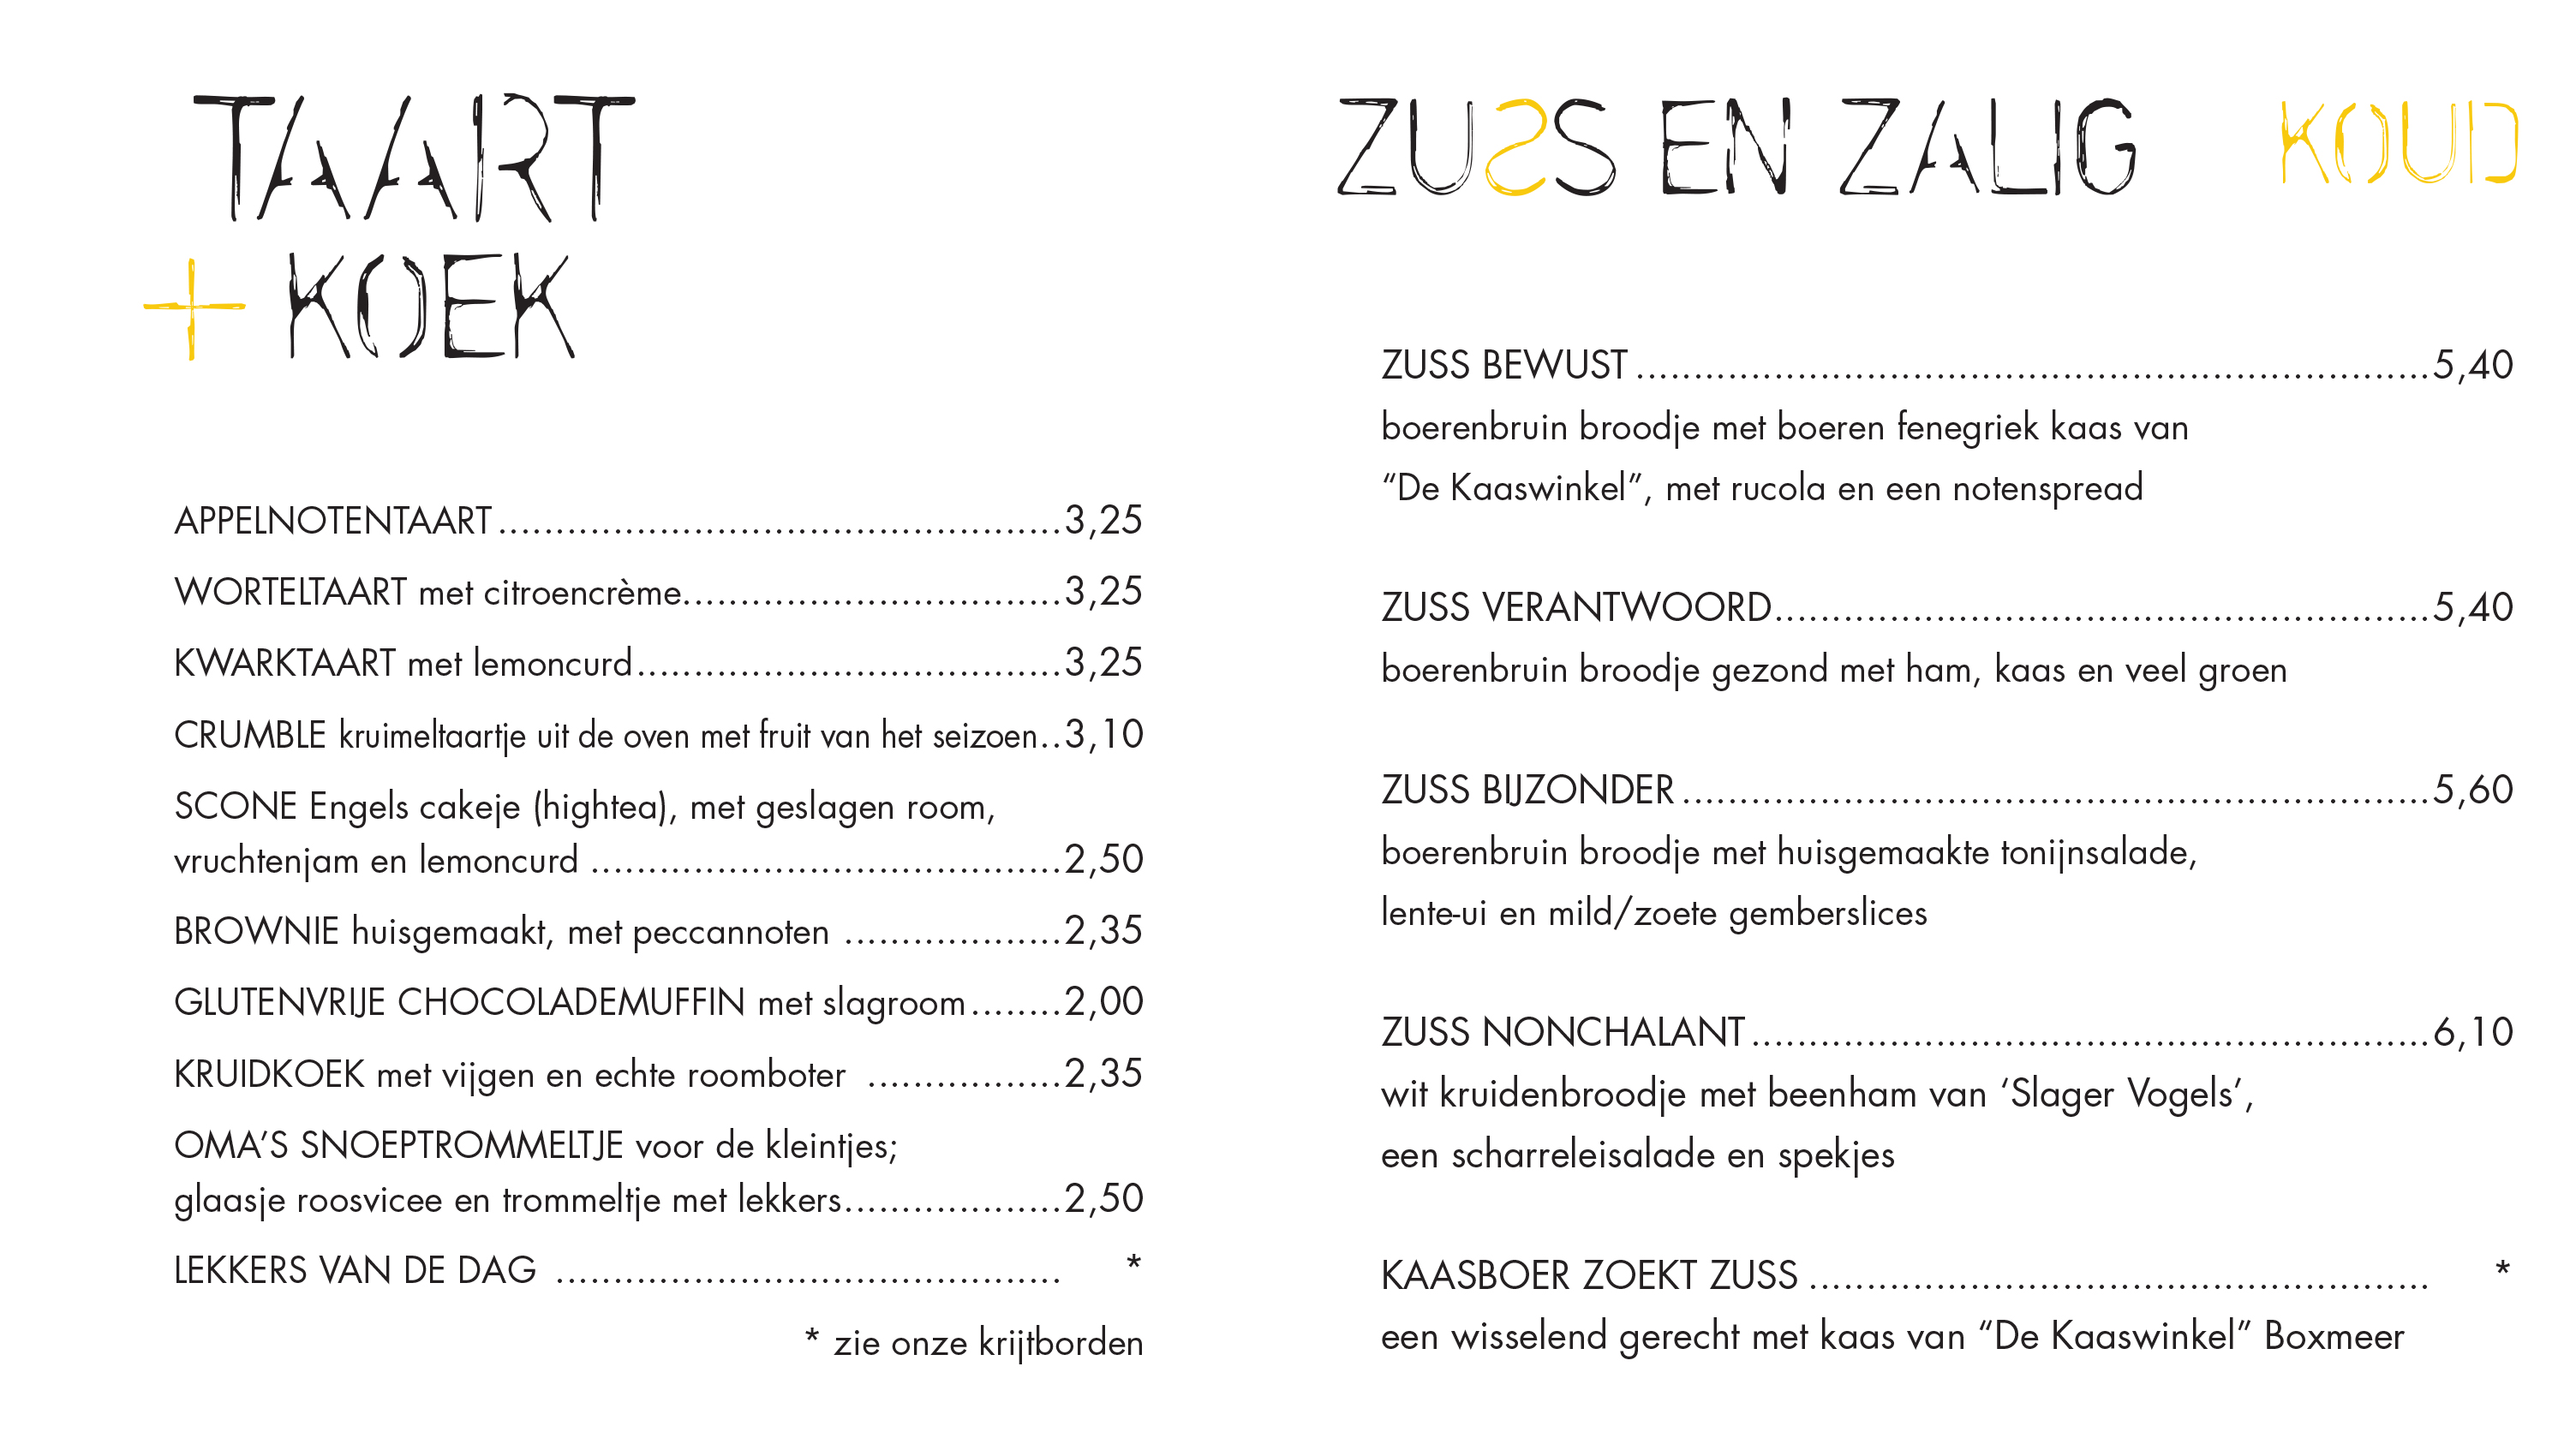 TAART
+ KOEK
APPELNOTENTAART................................................3,25
WORTELTAART met citroencrème.................................3,25
KWARKTAART met lemoncurd.....................................3,25
CRUMBLE kruimeltaartje uit de oven met fruit van het seizoen..3,10
SCONE Engels cakeje (hightea), met geslagen room,
vruchtenjam en lemoncurd .........................................2,50
BROWNIE huisgemaakt, met peccannoten ...................2,35
GLUTENVRIJE CHOCOLADEMUFFIN met slagroom........2,00
KRUIDKOEK met vijgen en echte roomboter .................2,35
OMA’S SNOEPTROMMELTJE voor de kleintjes;
glaasje roosvicee en trommeltje met lekkers...................2,50
LEKKERS VAN DE DAG ............................................ *
* zie onze krijtborden
ZUSS EN ZALIG KOUD
ZUSS BEWUST.....................................................................5,40
boerenbruin broodje met boeren fenegriek kaas van
“De Kaaswinkel”, met rucola en een notenspread
ZUSS VERANTWOORD.........................................................5,40
boerenbruin broodje gezond met ham, kaas en veel groen
ZUSS BIJZONDER.................................................................5,60
boerenbruin broodje met huisgemaakte tonijnsalade,
lente-ui en mild/zoete gemberslices
ZUSS NONCHALANT...........................................................6,10
wit kruidenbroodje met beenham van ‘Slager Vogels’,
een scharreleisalade en spekjes
KAASBOER ZOEKT ZUSS ...................................................... *
een wisselend gerecht met kaas van “De Kaaswinkel” Boxmeer